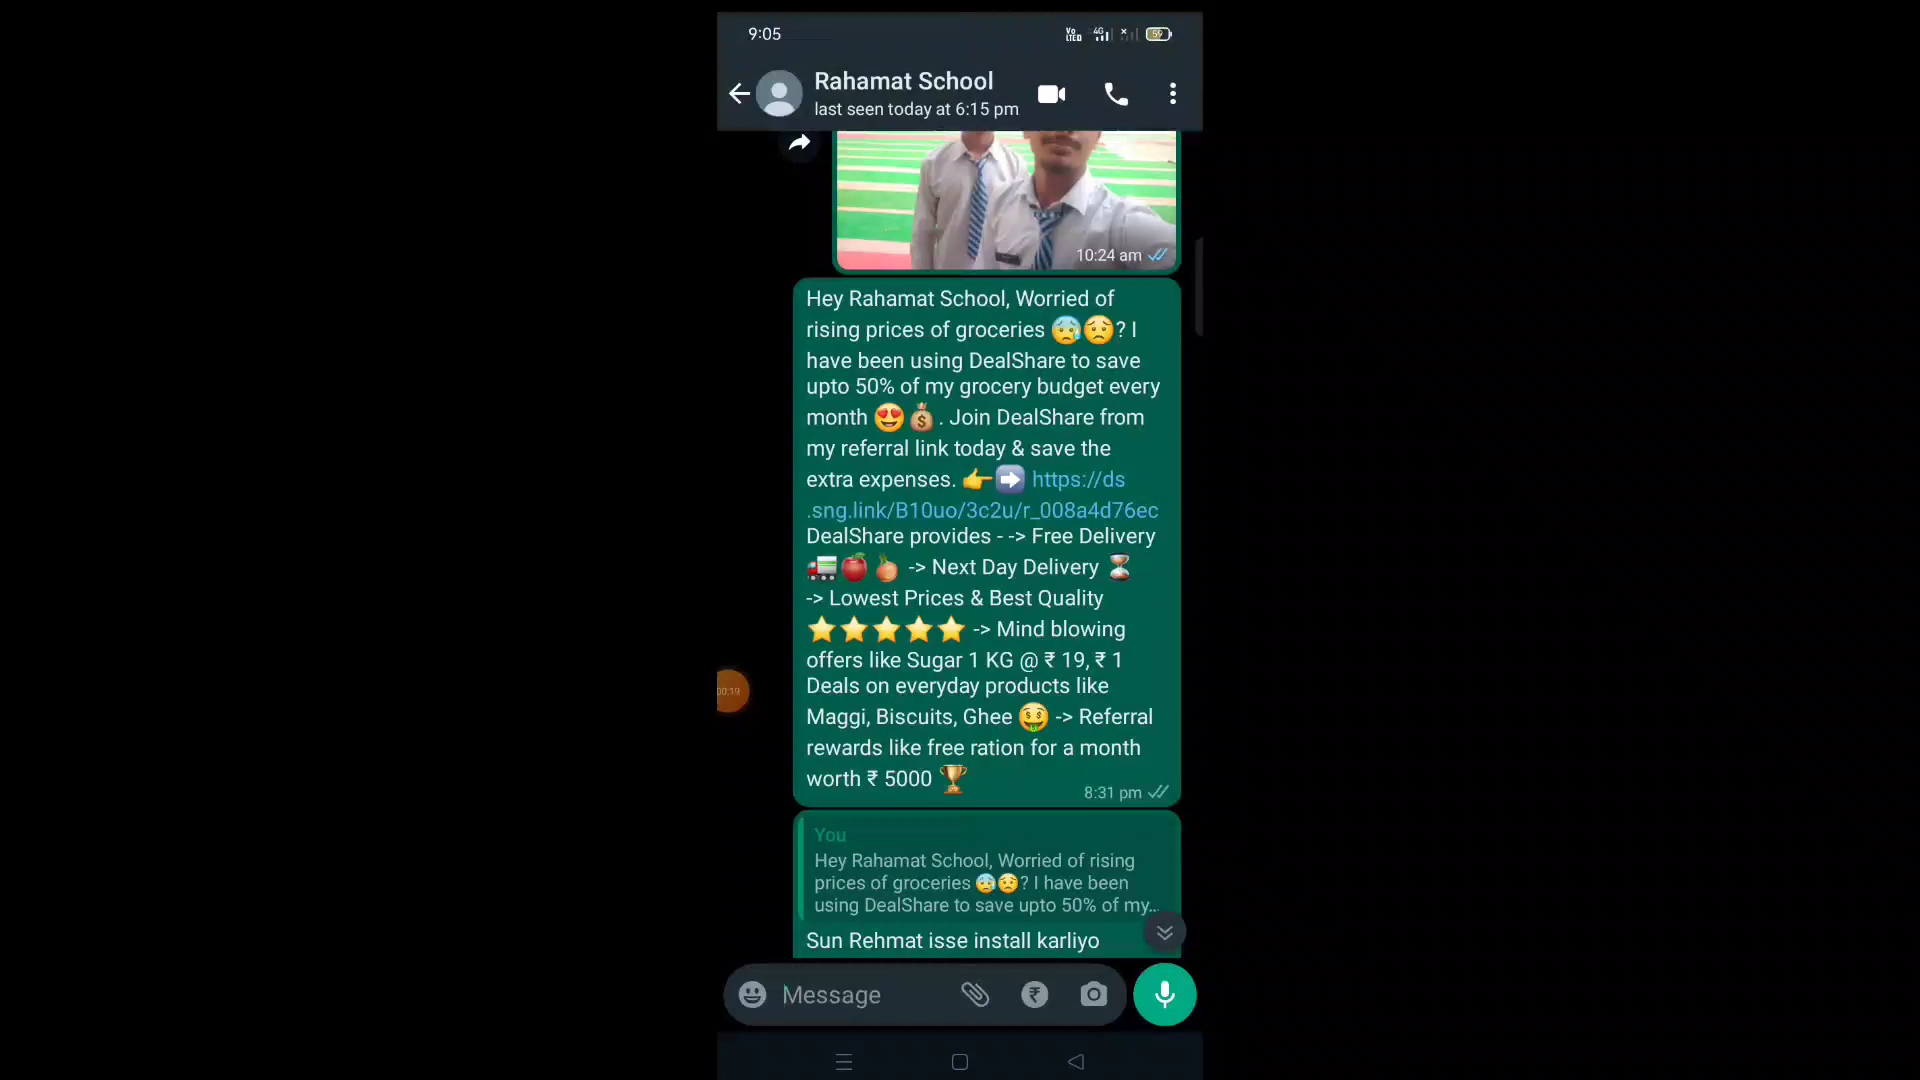 9:05
Vo LTED 4G 59
Rahamat School
last seen today at 6:15 pm
10:24 am
Hey Rahamat School, Worried of
rising prices of groceries 😰😟? I
have been using DealShare to save
upto 50% of my grocery budget every
month 😍💰. Join DealShare from
my referral link today & save the
extra expenses. 👉➡️ https://ds
.sng.link/B10uo/3c2u/r_008a4d76ec
DealShare provides - -> Free Delivery
🚛🍎🧅 -> Next Day Delivery ⏳
-> Lowest Prices & Best Quality
⭐⭐⭐⭐⭐ -> Mind blowing
offers like Sugar 1 KG @ ₹ 19, ₹ 1
Deals on everyday products like
Maggi, Biscuits, Ghee 🤑 -> Referral
rewards like free ration for a month
worth ₹ 5000 🏆
8:31 pm
00:19
You
Hey Rahamat School, Worried of rising
prices of groceries 😰😟? I have been
using DealShare to save upto 50% of my...
Sun Rehmat isse install karliyo
Message